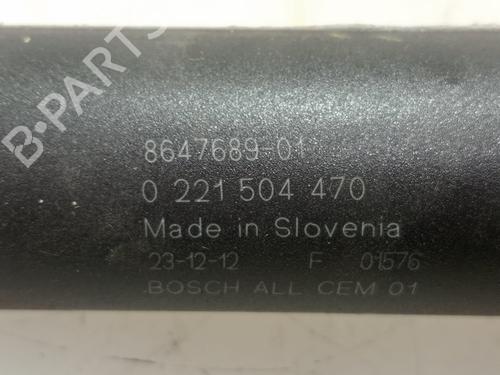 B-PARTS
8647689-01
0 221 504 470
Made in Slovenia
23-12-12 F 01576
BOSCH ALL CEM 01